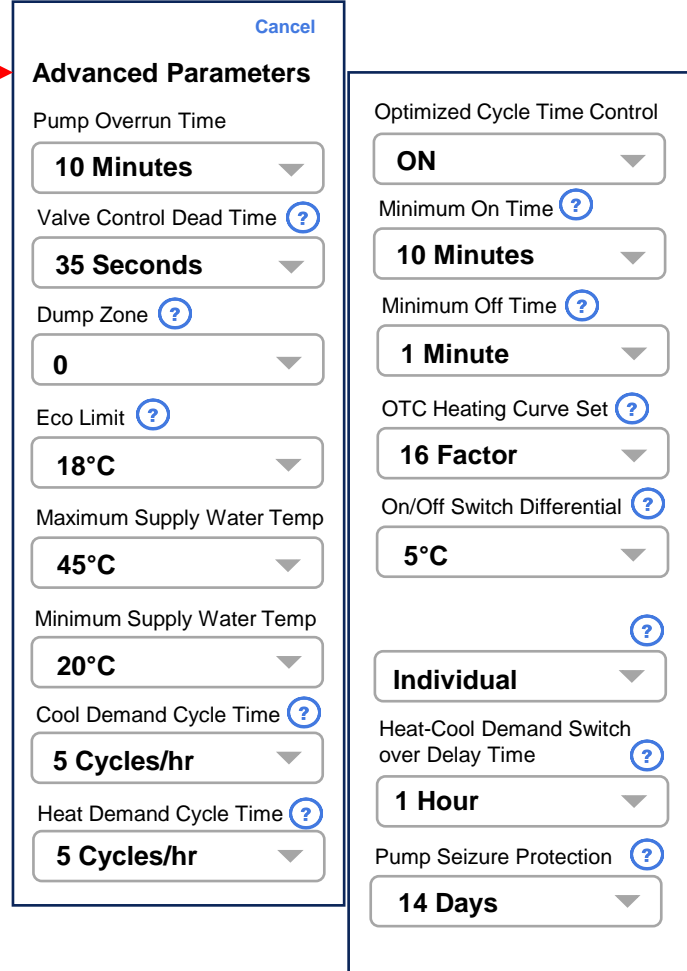 Cancel
Advanced Parameters
Pump Overrun Time
10 Minutes
Valve Control Dead Time ?
35 Seconds
Dump Zone ?
0
Eco Limit ?
18°C
Maximum Supply Water Temp
45°C
Minimum Supply Water Temp
20°C
Cool Demand Cycle Time ?
5 Cycles/hr
Heat Demand Cycle Time ?
5 Cycles/hr
Optimized Cycle Time Control
ON
Minimum On Time ?
10 Minutes
Minimum Off Time ?
1 Minute
OTC Heating Curve Set ?
16 Factor
On/Off Switch Differential ?
5°C
?
Individual
Heat-Cool Demand Switch
over Delay Time ?
1 Hour
Pump Seizure Protection ?
14 Days